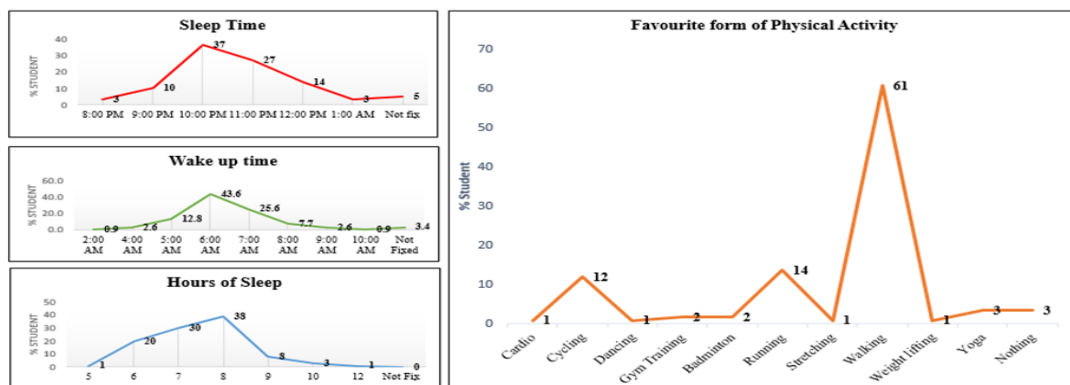 Sleep Time
% STUDENT
40
30
20
10
0
3
10
37
27
14
3
5
8:00 PM 9:00 PM 10:00 PM 11:00 PM 12:00 PM 1:00 AM Not fix
Wake up time
% STUDENT
60.0
40.0
20.0
0.0
0.9
2.6
12.8
43.6
25.6
7.7
2.6
0.9
3.4
2:00 AM
4:00 AM
5:00 AM
6:00 AM
7:00 AM
8:00 AM
9:00 AM
10:00 AM
Not Fixed
Hours of Sleep
% STUDENT
50
40
30
20
10
0
1
20
30
38
8
3
1
0
5 6 7 8 9 10 12 Not Fix
Favourite form of Physical Activity
% Student
70
60
50
40
30
20
10
0
1
12
1
2
2
14
1
61
1
3
3
Cardio
Cycling
Dancing
Gym Training
Badminton
Running
Stretching
Walking
Weight lifting
Yoga
Nothing